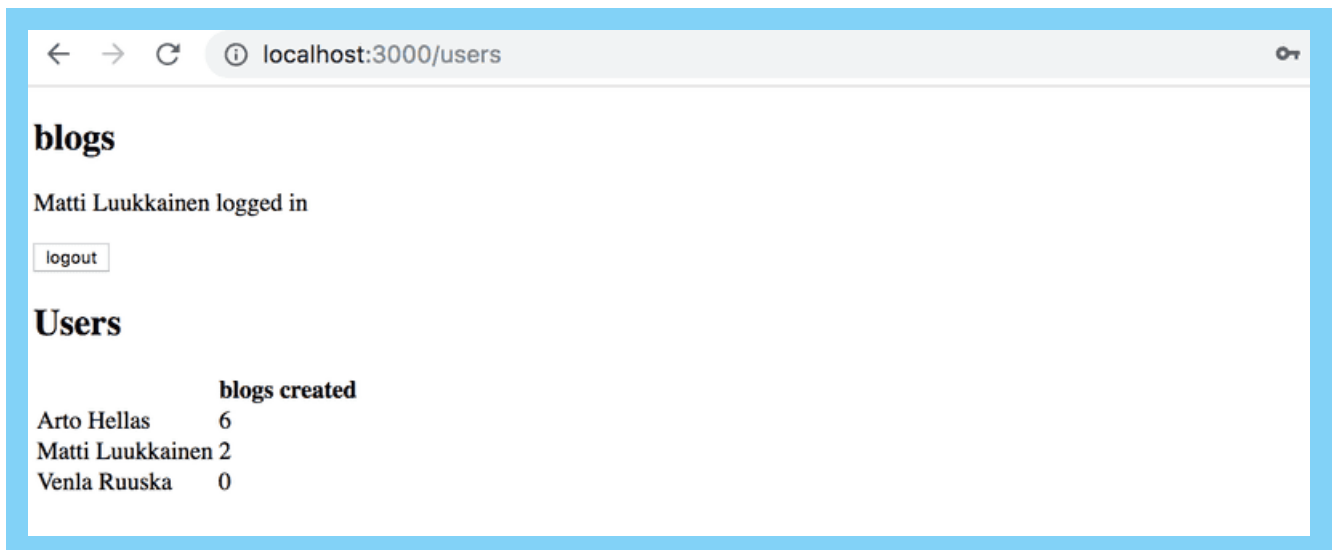 localhost:3000/users
blogs
Matti Luukkainen logged in
logout
Users
blogs created
Arto Hellas 6
Matti Luukkainen 2
Venla Ruuska 0